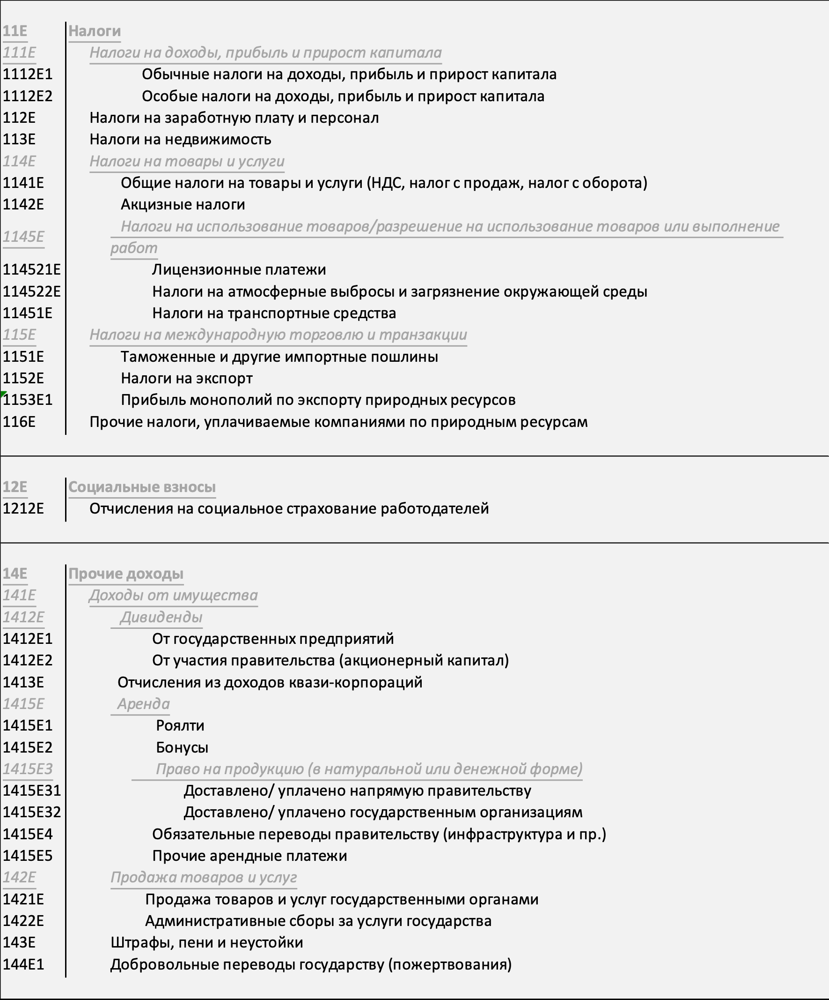 11E Налоги
111E Налоги на доходы, прибыль и прирост капитала
1112E1 Обычные налоги на доходы, прибыль и прирост капитала
1112E2 Особые налоги на доходы, прибыль и прирост капитала
112E Налоги на заработную плату и персонал
113E Налоги на недвижимость
114E Налоги на товары и услуги
1141E Общие налоги на товары и услуги (НДС, налог с продаж, налог с оборота)
1142E Акцизные налоги
1145E Налоги на использование товаров/разрешение на использование товаров или выполнение
работ
114521E Лицензионные платежи
114522E Налоги на атмосферные выбросы и загрязнение окружающей среды
11451E Налоги на транспортные средства
115E Налоги на международную торговлю и транзакции
1151E Таможенные и другие импортные пошлины
1152E Налоги на экспорт
1153E1 Прибыль монополий по экспорту природных ресурсов
116E Прочие налоги, уплачиваемые компаниями по природным ресурсам
12E Социальные взносы
1212E Отчисления на социальное страхование работодателей
14E Прочие доходы
141E Доходы от имущества
1412E Дивиденды
1412E1 От государственных предприятий
1412E2 От участия правительства (акционерный капитал)
1413E Отчисления из доходов квази-корпораций
1415E Аренда
1415E1 Роялти
1415E2 Бонусы
1415E3 Право на продукцию (в натуральной или денежной форме)
1415E31 Доставлено/ уплачено напрямую правительству
1415E32 Доставлено/ уплачено государственным организациям
1415E4 Обязательные переводы правительству (инфраструктура и пр.)
1415E5 Прочие арендные платежи
142E Продажа товаров и услуг
1421E Продажа товаров и услуг государственными органами
1422E Административные сборы за услуги государства
143E Штрафы, пени и неустойки
144E1 Добровольные переводы государству (пожертвования)